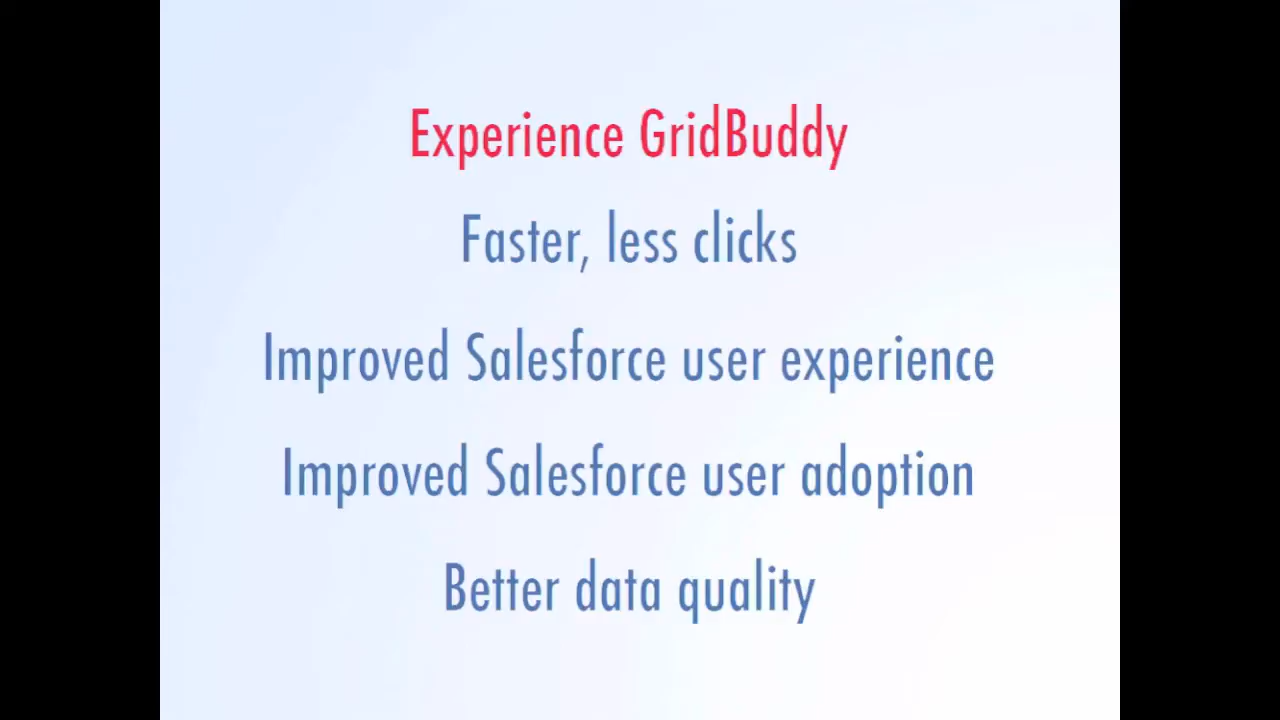 Experience GridBuddy
Faster, less clicks
Improved Salesforce user experience
Improved Salesforce user adoption
Better data quality